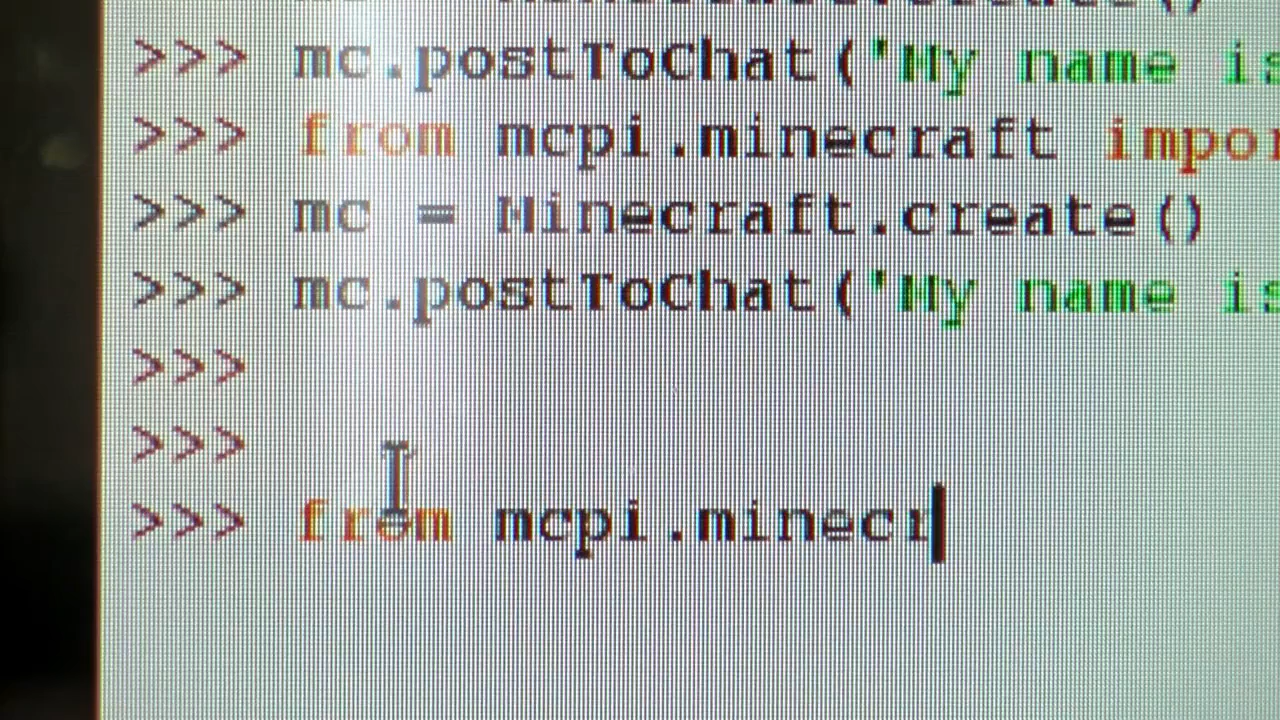 >>> mc.postToChat('My name is
>>> from mcpi.minecraft impor
>>> mc = Minecraft.create()
>>> mc.postToChat('My name is
>>>
>>>
>>> from mcpi.minecr